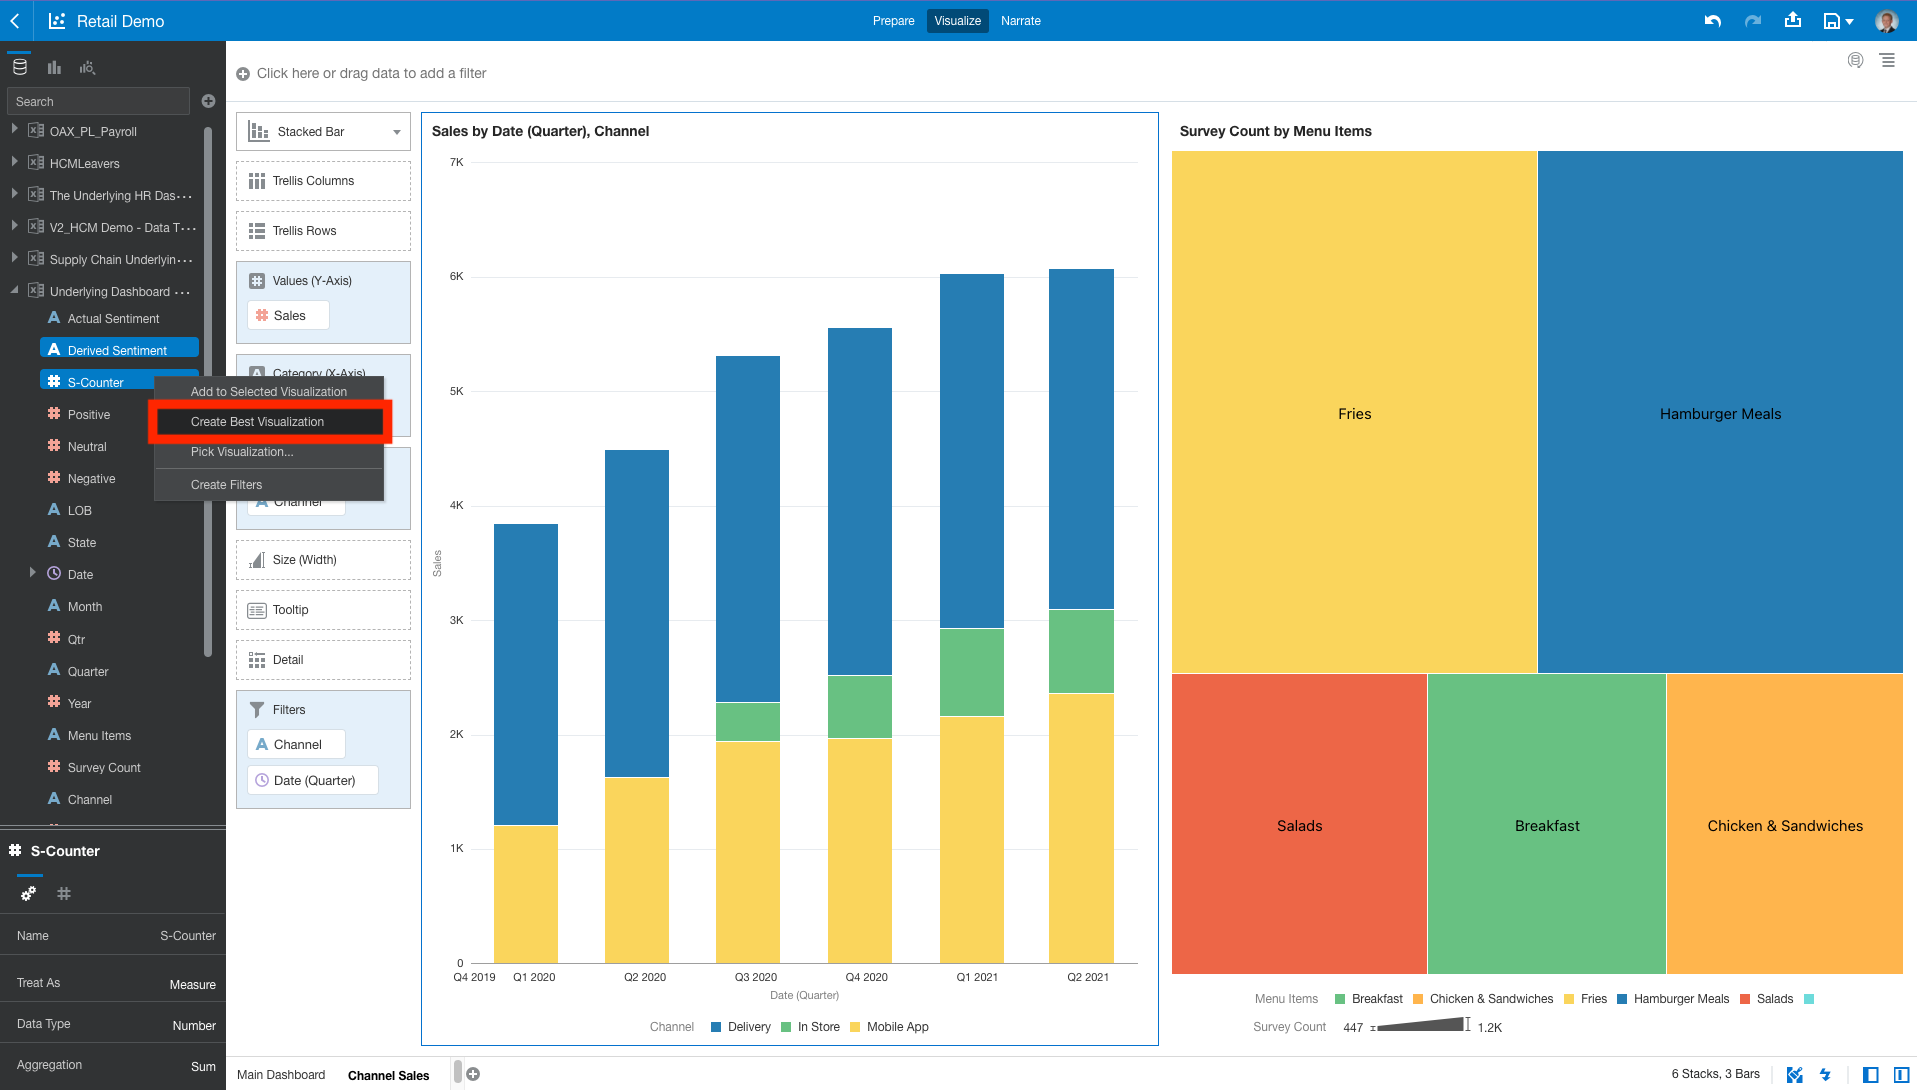 Retail Demo
Prepare Visualize Narrate
Search
OAX_PL_Payroll
HCMLeavers
The Underlying HR Das...
V2_HCM Demo - Data T...
Supply Chain Underlyin...
Underlying Dashboard ...
Actual Sentiment
Derived Sentiment
S-Counter
Positive
Neutral
Negative
LOB
State
Date
Month
Qtr
Quarter
Year
Menu Items
Survey Count
Channel
Add to Selected Visualization
Create Best Visualization
Pick Visualization...
Create Filters
S-Counter
Name S-Counter
Treat As Measure
Data Type Number
Aggregation Sum
Click here or drag data to add a filter
Stacked Bar
Trellis Columns
Trellis Rows
Values (Y-Axis)
Sales
Category (X-Axis)
Channel
Size (Width)
Tooltip
Detail
Filters
Channel
Date (Quarter)
Sales by Date (Quarter), Channel
7K
6K
5K
4K
3K
2K
1K
0
Sales
Q4 2019 Q1 2020 Q2 2020 Q3 2020 Q4 2020 Q1 2021 Q2 2021
Date (Quarter)
Channel Delivery In Store Mobile App
Survey Count by Menu Items
Fries
Hamburger Meals
Salads
Breakfast
Chicken & Sandwiches
Menu Items Breakfast Chicken & Sandwiches Fries Hamburger Meals Salads
Survey Count 447 1.2K
Main Dashboard Channel Sales
6 Stacks, 3 Bars